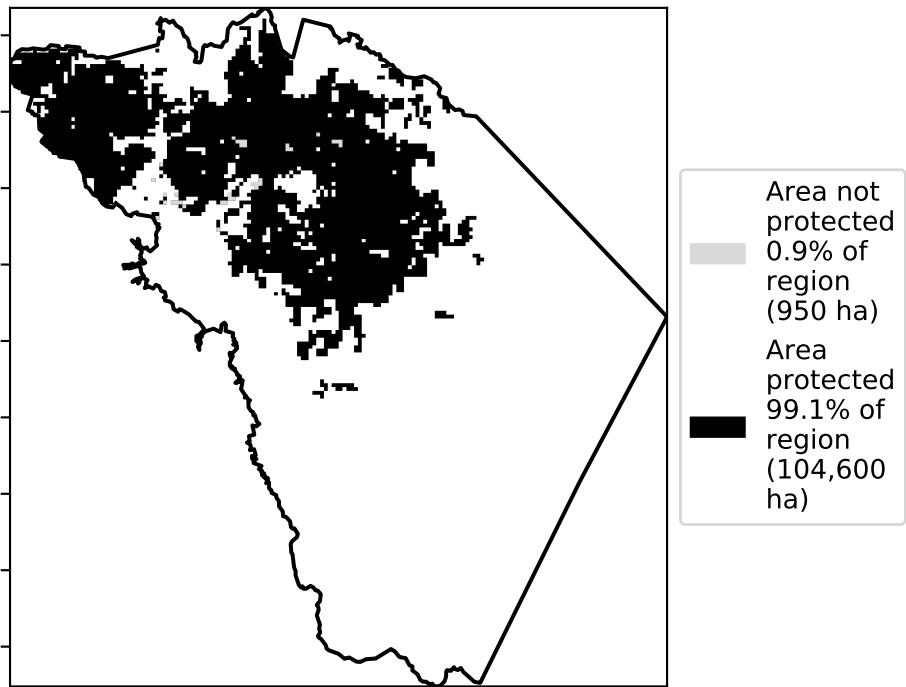 Area not
protected
0.9% of
region
(950 ha)
Area
protected
99.1% of
region
(104,600
ha)